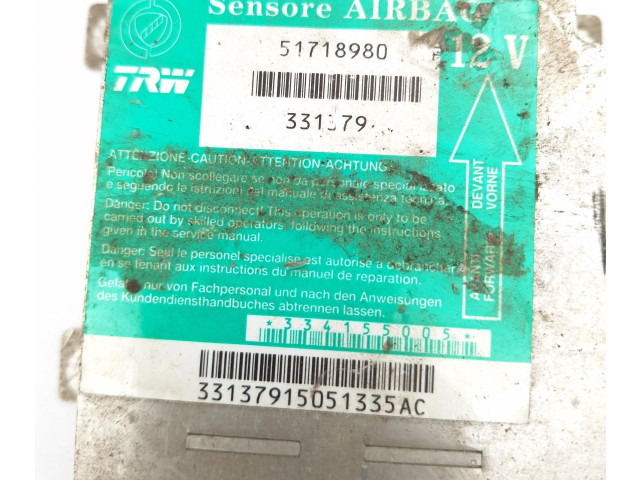 Sensore AIRBAG
51718980
12 V
TRW
331379
ATTENZIONE-CAUTION-ATTENTION-ACHTUNG
Pericolo! Non scollegare se non da personale specializzato
e seguendo la istruzioni del manuale di assistenza tecnica.
Danger: Do not disconnect! This operation is only to be
carried out by skilled operators, following the instructions
given in the service manual.
Danger: Seul le personel specialise est autorisé a debrancher
en se tenant aux instructions du manuel de reparation.
Gefahr: nur von Fachpersonal und nach den Anweisungen
des Kundendiensthandbuches abtrennen lassen.
AVANTI DEVANT
FORWARD VORNE
*334155005*
33137915051335AC